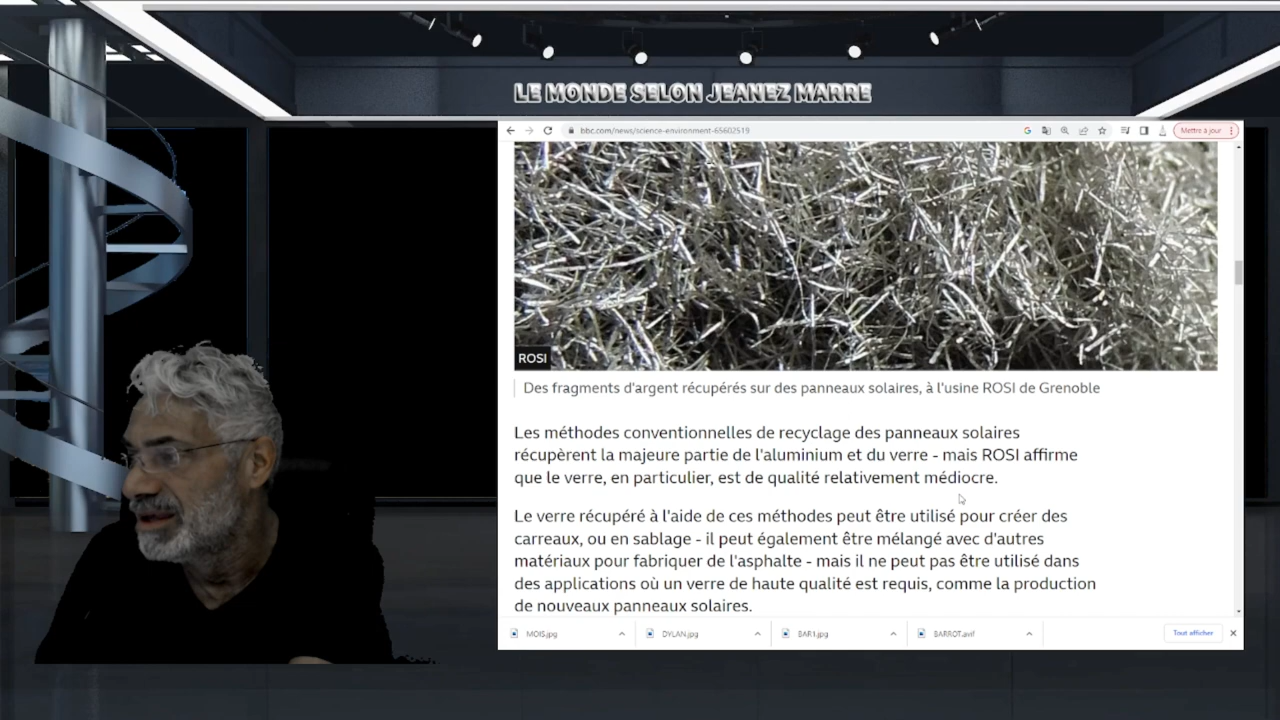 LE MONDE SELON JEANEZ MARRE
bbc.com/news/science-environment-65602519
Mettre à jour
ROSI
Des fragments d'argent récupérés sur des panneaux solaires, à l'usine ROSI de Grenoble
Les méthodes conventionnelles de recyclage des panneaux solaires
récupèrent la majeure partie de l'aluminium et du verre - mais ROSI affirme
que le verre, en particulier, est de qualité relativement médiocre.
Le verre récupéré à l'aide de ces méthodes peut être utilisé pour créer des
carreaux, ou en sablage - il peut également être mélangé avec d'autres
matériaux pour fabriquer de l'asphalte - mais il ne peut pas être utilisé dans
des applications où un verre de haute qualité est requis, comme la production
de nouveaux panneaux solaires.
MOIS.jpg
DYLAN.jpg
BAR1.jpg
BARROT.avif
Tout afficher